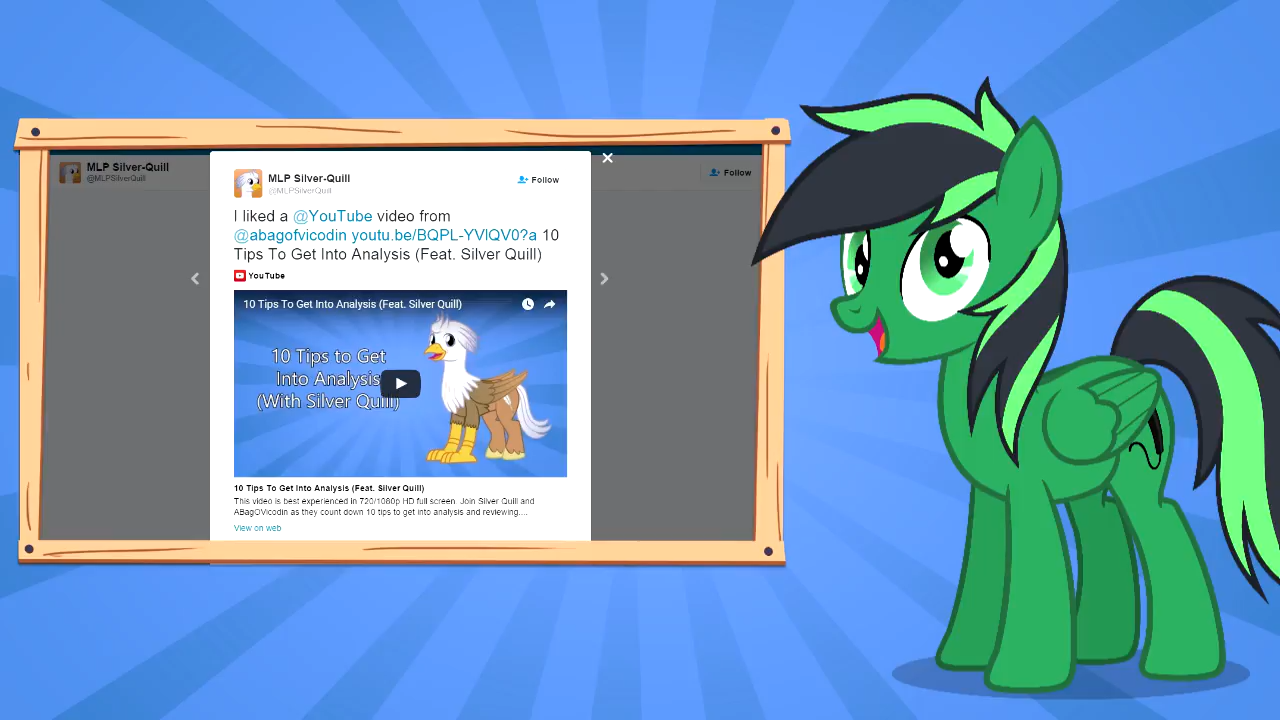 MLP Silver-Quill
@MLPSilverQuill
Follow
MLP Silver-Quill
@MLPSilverQuill
Follow
I liked a @YouTube video from
@abagofvicodin youtu.be/BQPL-YVlQV0?a 10
Tips To Get Into Analysis (Feat. Silver Quill)
YouTube
10 Tips To Get Into Analysis (Feat. Silver Quill)
10 Tips to Get
Into Analysis
(With Silver Quill)
10 Tips To Get Into Analysis (Feat. Silver Quill)
This video is best experienced in 720/1080p HD full screen. Join Silver Quill and
ABagOVicodin as they count down 10 tips to get into analysis and reviewing....
View on web